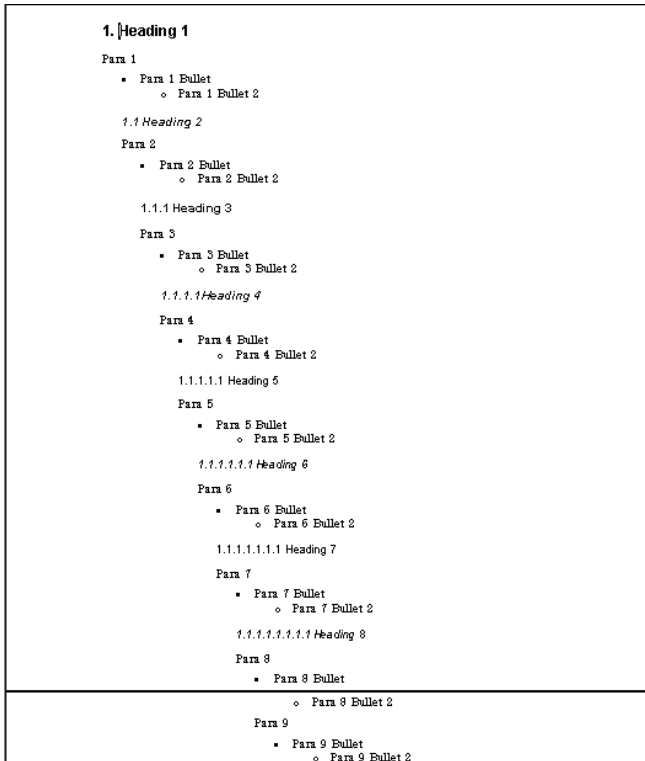 1. Heading 1
Para 1
▪ Para 1 Bullet
o Para 1 Bullet 2
1.1 Heading 2
Para 2
▪ Para 2 Bullet
o Para 2 Bullet 2
1.1.1 Heading 3
Para 3
▪ Para 3 Bullet
o Para 3 Bullet 2
1.1.1.1Heading 4
Para 4
▪ Para 4 Bullet
o Para 4 Bullet 2
1.1.1.1.1 Heading 5
Para 5
▪ Para 5 Bullet
o Para 5 Bullet 2
1.1.1.1.1.1 Heading 6
Para 6
▪ Para 6 Bullet
o Para 6 Bullet 2
1.1.1.1.1.1.1 Heading 7
Para 7
▪ Para 7 Bullet
o Para 7 Bullet 2
1.1.1.1.1.1.1.1 Heading 8
Para 8
▪ Para 8 Bullet
o Para 8 Bullet 2
Para 9
▪ Para 9 Bullet
o Para 9 Bullet 2